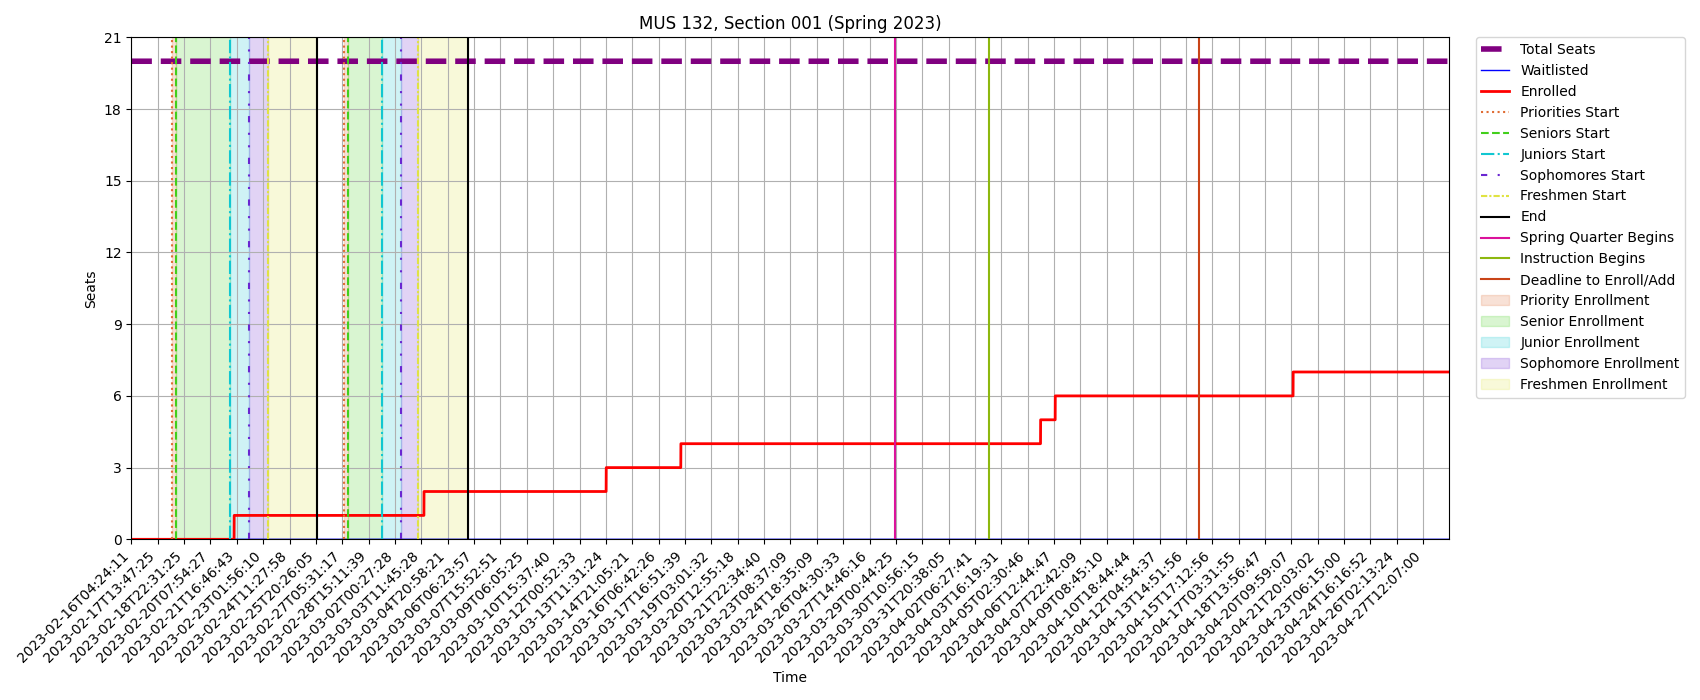 MUS 132, Section 001 (Spring 2023)
21
18
15
12
9
6
3
0
Seats
2023-02-16T04:24:11
2023-02-17T13:47:25
2023-02-18T22:31:25
2023-02-20T07:54:27
2023-02-21T16:46:43
2023-02-23T01:56:10
2023-02-24T11:27:58
2023-02-25T20:26:05
2023-02-27T05:31:17
2023-02-28T15:11:39
2023-03-02T00:27:28
2023-03-03T11:45:28
2023-03-04T20:58:21
2023-03-06T06:23:57
2023-03-07T15:52:51
2023-03-09T06:05:25
2023-03-10T15:37:40
2023-03-12T00:52:33
2023-03-13T11:31:24
2023-03-14T21:05:21
2023-03-16T06:42:26
2023-03-17T16:51:39
2023-03-19T03:01:32
2023-03-20T12:55:18
2023-03-21T22:34:40
2023-03-23T08:37:09
2023-03-24T18:35:09
2023-03-26T04:30:33
2023-03-27T14:46:16
2023-03-29T00:44:25
2023-03-30T10:56:15
2023-03-31T20:38:05
2023-04-02T06:27:41
2023-04-03T16:19:31
2023-04-05T02:30:46
2023-04-06T12:44:47
2023-04-07T22:42:09
2023-04-09T08:45:10
2023-04-10T18:44:44
2023-04-12T04:54:37
2023-04-13T14:51:56
2023-04-15T17:12:56
2023-04-17T03:31:55
2023-04-18T13:56:47
2023-04-20T09:59:07
2023-04-21T20:03:02
2023-04-23T06:15:00
2023-04-24T16:16:52
2023-04-26T02:13:24
2023-04-27T12:07:00
Time
Total Seats
Waitlisted
Enrolled
Priorities Start
Seniors Start
Juniors Start
Sophomores Start
Freshmen Start
End
Spring Quarter Begins
Instruction Begins
Deadline to Enroll/Add
Priority Enrollment
Senior Enrollment
Junior Enrollment
Sophomore Enrollment
Freshmen Enrollment